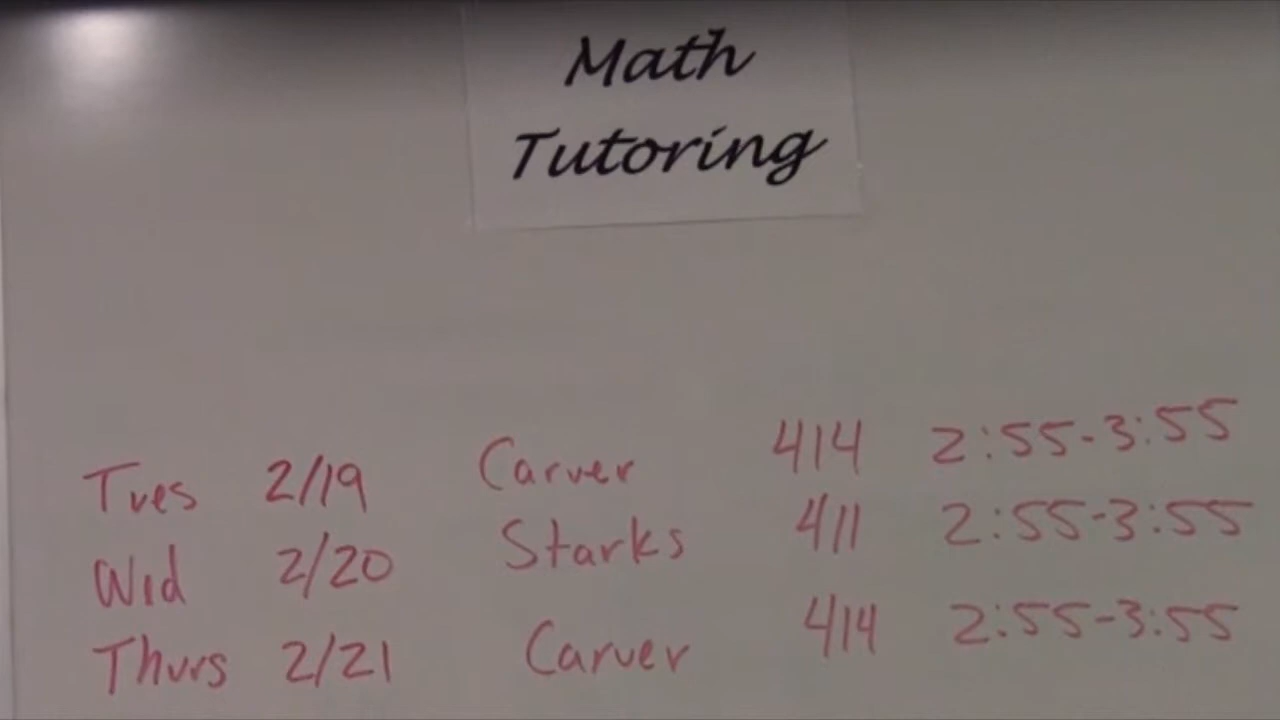 Math
Tutoring
Tues 2/19 Carver 414 2:55-3:55
Wed 2/20 Starks 411 2:55-3:55
Thurs 2/21 Carver 414 2:55-3:55